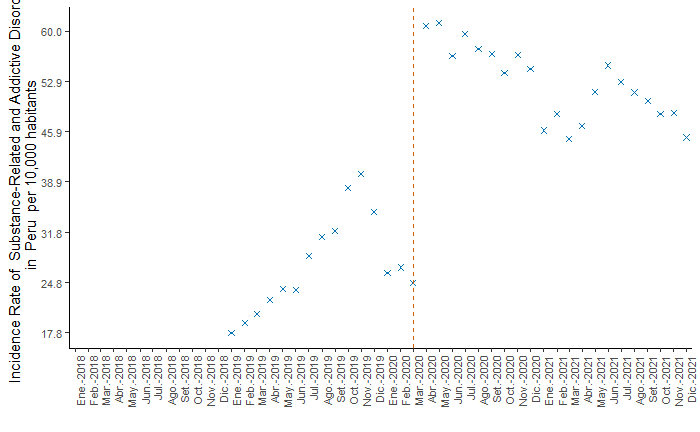 Incidence Rate of Substance-Related and Addictive Disord
in Peru per 10,000 habitants
60.0
52.9
45.9
38.9
31.8
24.8
17.8
Ene.-2018
Feb.-2018
Mar.-2018
Abr.-2018
May.-2018
Jun.-2018
Jul.-2018
Ago.-2018
Set.-2018
Oct.-2018
Nov.-2018
Dic.-2018
Ene.-2019
Feb.-2019
Mar.-2019
Abr.-2019
May.-2019
Jun.-2019
Jul.-2019
Ago.-2019
Set.-2019
Oct.-2019
Nov.-2019
Dic.-2019
Ene.-2020
Feb.-2020
Mar.-2020
Abr.-2020
May.-2020
Jun.-2020
Jul.-2020
Ago.-2020
Set.-2020
Oct.-2020
Nov.-2020
Dic.-2020
Ene.-2021
Feb.-2021
Mar.-2021
Abr.-2021
May.-2021
Jun.-2021
Jul.-2021
Ago.-2021
Set.-2021
Oct.-2021
Nov.-2021
Dic.-2021